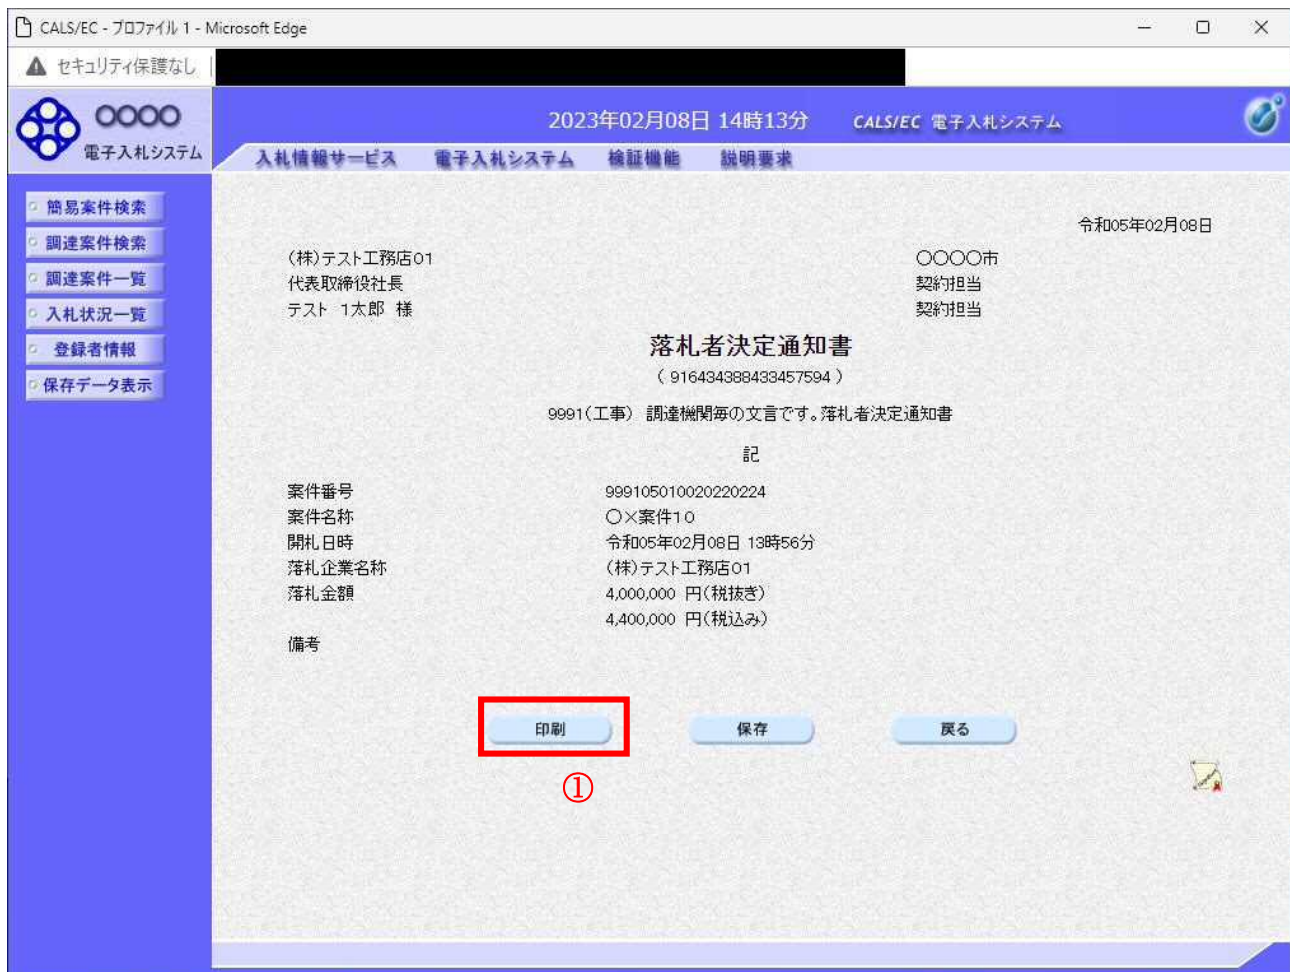 CALS/EC - プロファイル 1 - Microsoft Edge
セキュリティ保護なし
OOOO
電子入札システム
2023年02月08日 14時13分 CALS/EC 電子入札システム
入札情報サービス 電子入札システム 検証機能 説明要求
簡易案件検索
調達案件検索
調達案件一覧
入札状況一覧
登録者情報
保存データ表示
令和05年02月08日
(株)テスト工務店01
代表取締役社長
テスト 1太郎 様
〇〇〇〇市
契約担当
契約担当
落札者決定通知書
( 916434388433457594 )
9991(工事) 調達機関毎の文言です。落札者決定通知書
記
案件番号 999105010020220224
案件名称 〇×案件10
開札日時 令和05年02月08日 13時56分
落札企業名称 (株)テスト工務店01
落札金額 4,000,000 円(税抜き)
4,400,000 円(税込み)
備考
印刷 保存 戻る
①